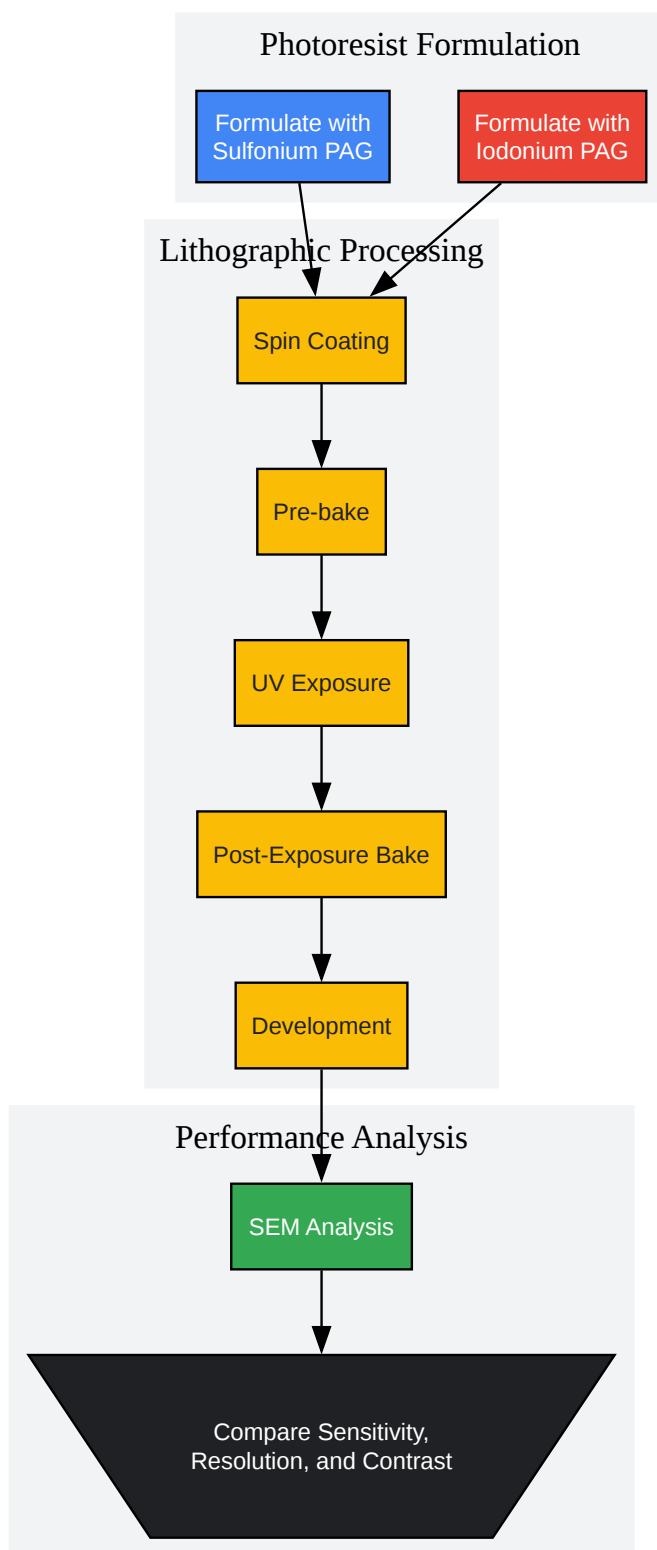 Photoresist Formulation
Formulate with
Sulfonium PAG
Formulate with
Iodonium PAG
Lithographic Processing
Spin Coating
Pre-bake
UV Exposure
Post-Exposure Bake
Development
Performance Analysis
SEM Analysis
Compare Sensitivity,
Resolution, and Contrast